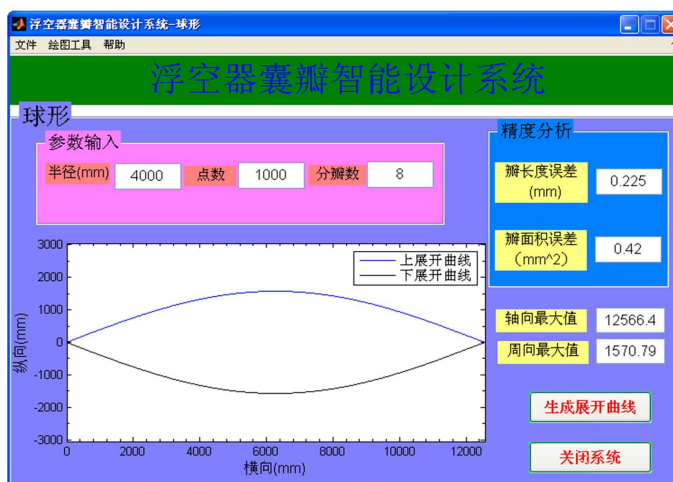 浮空器囊瓣智能设计系统-球形
文件 绘图工具 帮助
浮空器囊瓣智能设计系统
球形
参数输入
半径(mm) 4000 点数 1000 分瓣数 8
精度分析
瓣长度误差
(mm)
0.225
瓣面积误差
(mm^2)
0.42
轴向最大值 12566.4
周向最大值 1570.79
生成展开曲线
关闭系统
上展开曲线
下展开曲线
纵向(mm)
3000
2000
1000
0
-1000
-2000
-3000
0 2000 4000 6000 8000 10000 12000
横向(mm)